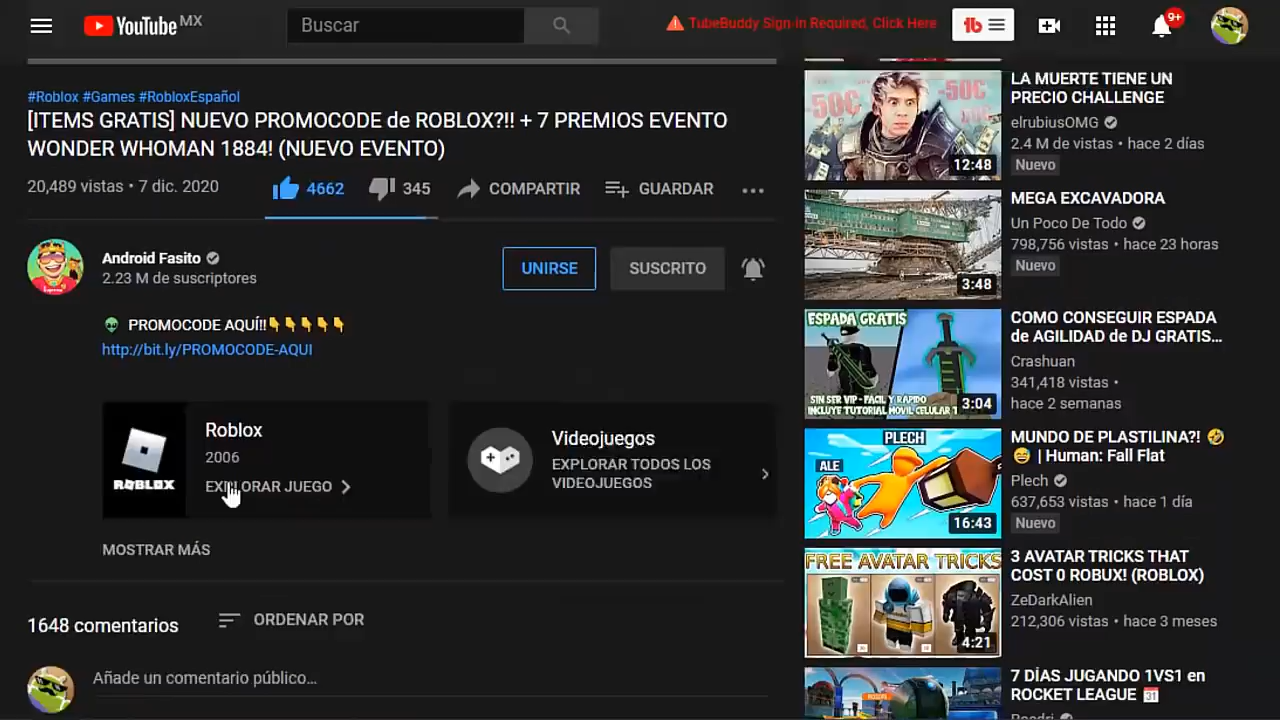 YouTube MX
Buscar
TubeBuddy Sign in Required, Click Here
tb
9+
#Roblox #Games #RobloxEspañol
[ITEMS GRATIS] NUEVO PROMOCODE de ROBLOX?!! + 7 PREMIOS EVENTO
WONDER WHOMAN 1884! (NUEVO EVENTO)
20,489 vistas • 7 dic. 2020
4662
345
COMPARTIR
GUARDAR
Android Fasito
2.23 M de suscriptores
UNIRSE
SUSCRITO
PROMOCODE AQUÍ!!
http://bit.ly/PROMOCODE-AQUI
ROBLOX
Roblox
2006
EXPLORAR JUEGO
Videojuegos
EXPLORAR TODOS LOS
VIDEOJUEGOS
MOSTRAR MÁS
1648 comentarios
ORDENAR POR
Añade un comentario público...
-50€
-50€
12:48
LA MUERTE TIENE UN
PRECIO CHALLENGE
elrubiusOMG
2.4 M de vistas • hace 2 días
Nuevo
3:48
MEGA EXCAVADORA
Un Poco De Todo
798,756 vistas • hace 23 horas
Nuevo
ESPADA GRATIS
SIN SER VIP - FACIL Y RAPIDO
INCLUYE TUTORIAL MOVIL CELULAR
3:04
COMO CONSEGUIR ESPADA
de AGILIDAD de DJ GRATIS...
Crashuan
341,418 vistas •
hace 2 semanas
PLECH
ALE
16:43
MUNDO DE PLASTILINA?!
| Human: Fall Flat
Plech
637,653 vistas • hace 1 día
Nuevo
FREE AVATAR TRICKS
4:21
3 AVATAR TRICKS THAT
COST 0 ROBUX! (ROBLOX)
ZeDarkAlien
212,306 vistas • hace 3 meses
7 DÍAS JUGANDO 1VS1 en
ROCKET LEAGUE